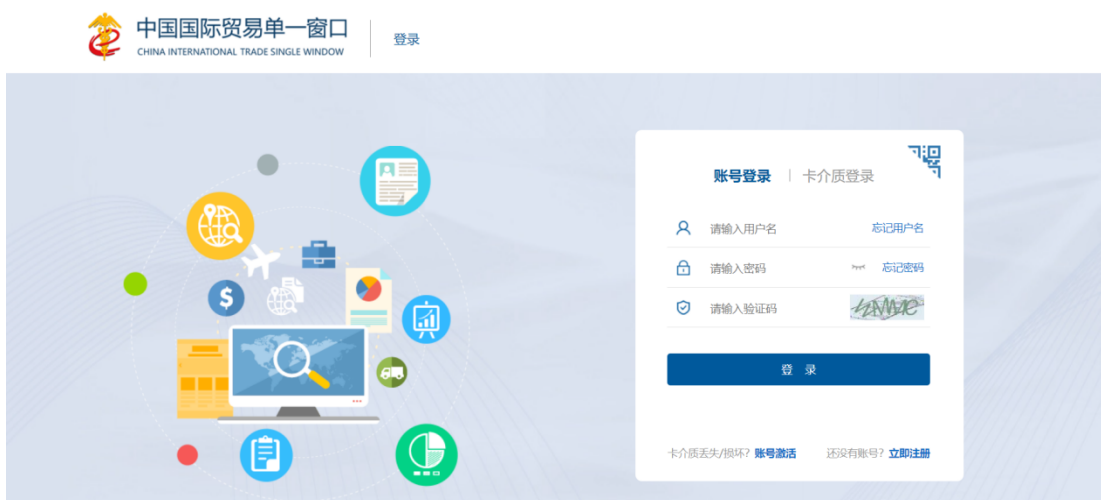 中国国际贸易单一窗口
CHINA INTERNATIONAL TRADE SINGLE WINDOW
登录
账号登录 | 卡介质登录
请输入用户名 忘记用户名
请输入密码 忘记密码
请输入验证码
登 录
卡介质丢失/损坏? 账号激活 还没有账号? 立即注册